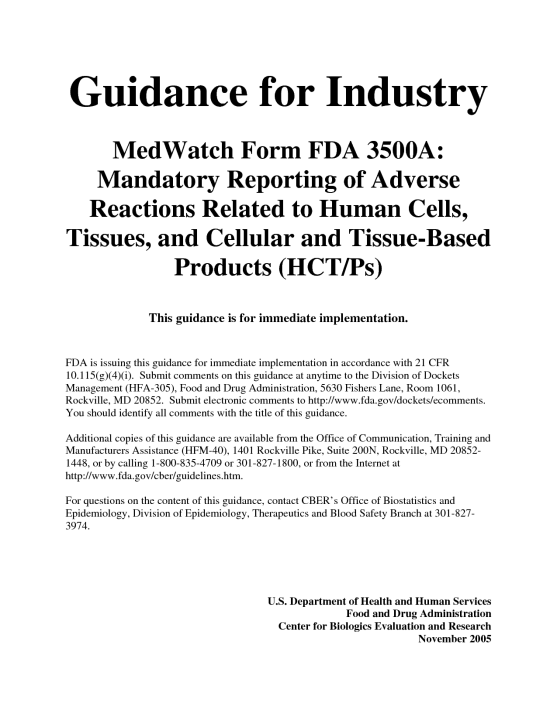 Guidance for Industry
MedWatch Form FDA 3500A:
Mandatory Reporting of Adverse
Reactions Related to Human Cells,
Tissues, and Cellular and Tissue-Based
Products (HCT/Ps)
This guidance is for immediate implementation.
FDA is issuing this guidance for immediate implementation in accordance with 21 CFR
10.115(g)(4)(i).  Submit comments on this guidance at anytime to the Division of Dockets
Management (HFA-305), Food and Drug Administration, 5630 Fishers Lane, Room 1061,
Rockville, MD 20852.  Submit electronic comments to http://www.fda.gov/dockets/ecomments.
You should identify all comments with the title of this guidance.
Additional copies of this guidance are available from the Office of Communication, Training and
Manufacturers Assistance (HFM-40), 1401 Rockville Pike, Suite 200N, Rockville, MD 20852-
1448, or by calling 1-800-835-4709 or 301-827-1800, or from the Internet at
http://www.fda.gov/cber/guidelines.htm.
For questions on the content of this guidance, contact CBER's Office of Biostatistics and
Epidemiology, Division of Epidemiology, Therapeutics and Blood Safety Branch at 301-827-
3974.
U.S. Department of Health and Human Services
Food and Drug Administration
Center for Biologics Evaluation and Research
November 2005